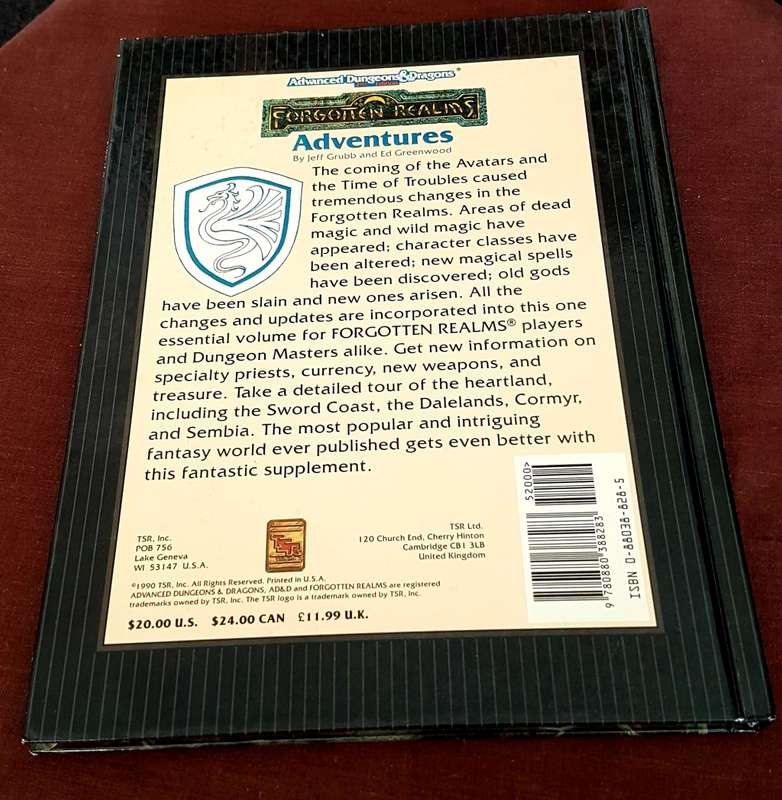 Advanced Dungeons & Dragons®
2nd Edition
FORGOTTEN REALMS
Adventures
By Jeff Grubb and Ed Greenwood
The coming of the Avatars and
the Time of Troubles caused
tremendous changes in the
Forgotten Realms. Areas of dead
magic and wild magic have
appeared; character classes have
been altered; new magical spells
have been discovered; old gods
have been slain and new ones arisen. All the
changes and updates are incorporated into this one
essential volume for FORGOTTEN REALMS® players
and Dungeon Masters alike. Get new information on
specialty priests, currency, new weapons, and
treasure. Take a detailed tour of the heartland,
including the Sword Coast, the Dalelands, Cormyr,
and Sembia. The most popular and intriguing
fantasy world ever published gets even better with
this fantastic supplement.
TSR, Inc.
POB 756
Lake Geneva
WI 53147 U.S.A.
TSR
TSR Ltd.
120 Church End, Cherry Hinton
Cambridge CB1 3LB
United Kingdom
©1990 TSR, Inc. All Rights Reserved. Printed in U.S.A.
ADVANCED DUNGEONS & DRAGONS, AD&D and FORGOTTEN REALMS are registered
trademarks owned by TSR, Inc. The TSR logo is a trademark owned by TSR, Inc.
$20.00 U.S. $24.00 CAN £11.99 U.K.
52000>
9 780880 388283
ISBN 0-88038-828-5